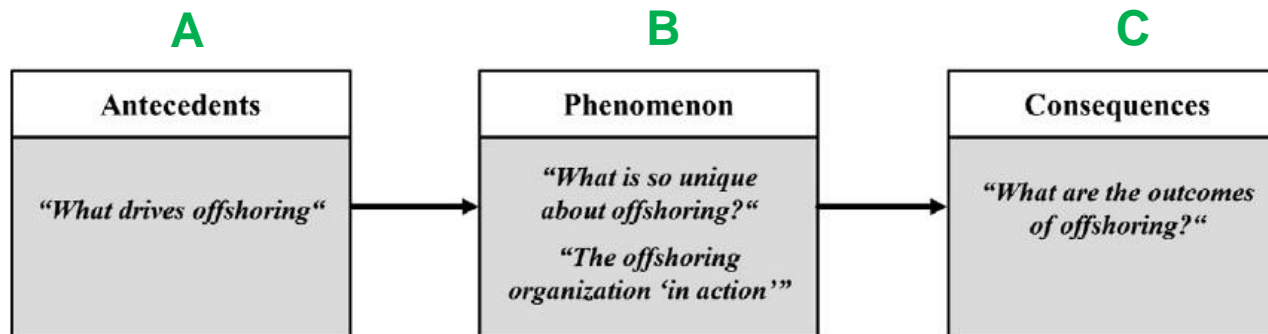 A
B
C
Antecedents
Phenomenon
Consequences
“What drives offshoring“
“What is so unique
about offshoring?“
“The offshoring
organization ‘in action’”
“What are the outcomes
of offshoring?“